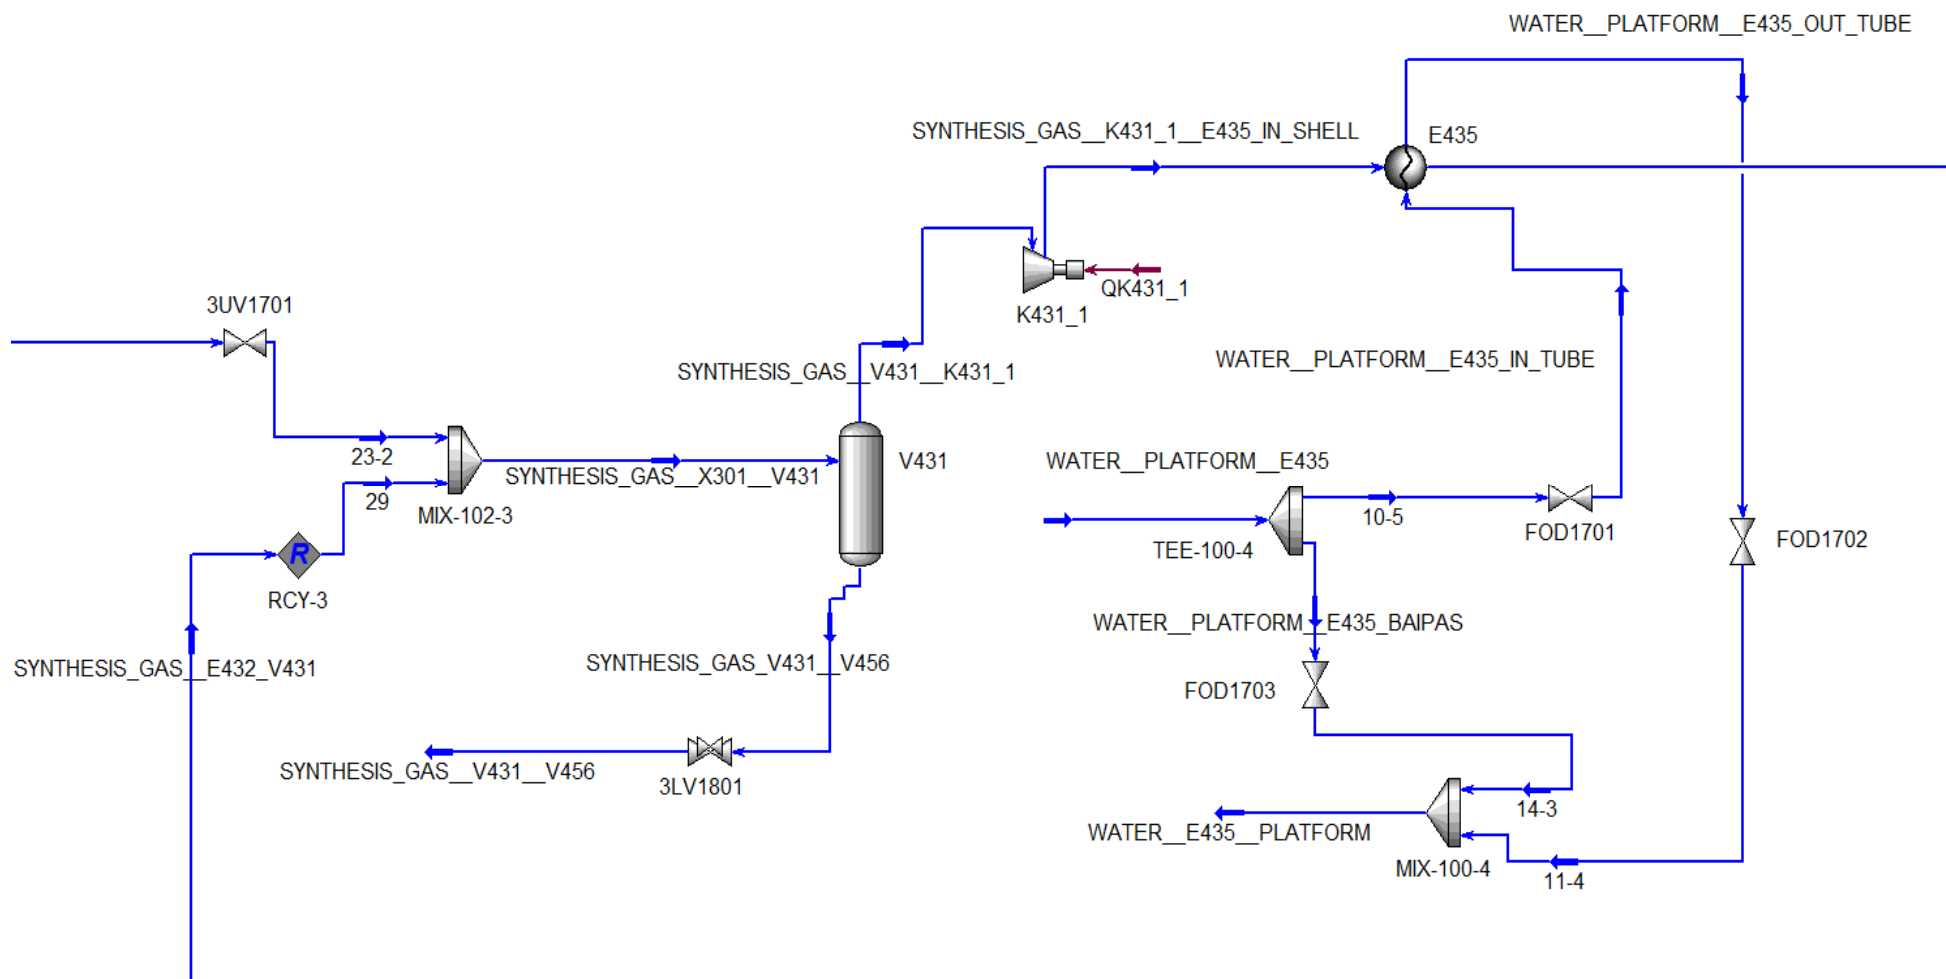 WATER__PLATFORM__E435_OUT_TUBE
SYNTHESIS_GAS__K431_1__E435_IN_SHELL
E435
QK431_1
K431_1
3UV1701
WATER__PLATFORM__E435_IN_TUBE
SYNTHESIS_GAS__V431__K431_1
23-2
V431
WATER__PLATFORM__E435
SYNTHESIS_GAS__X301__V431
29
MIX-102-3
10-5
FOD1701
TEE-100-4
FOD1702
R
RCY-3
WATER__PLATFORM__E435_BAIPAS
SYNTHESIS_GAS__E432_V431
SYNTHESIS_GAS_V431__V456
FOD1703
SYNTHESIS_GAS__V431__V456
3LV1801
14-3
WATER__E435__PLATFORM
MIX-100-4
11-4